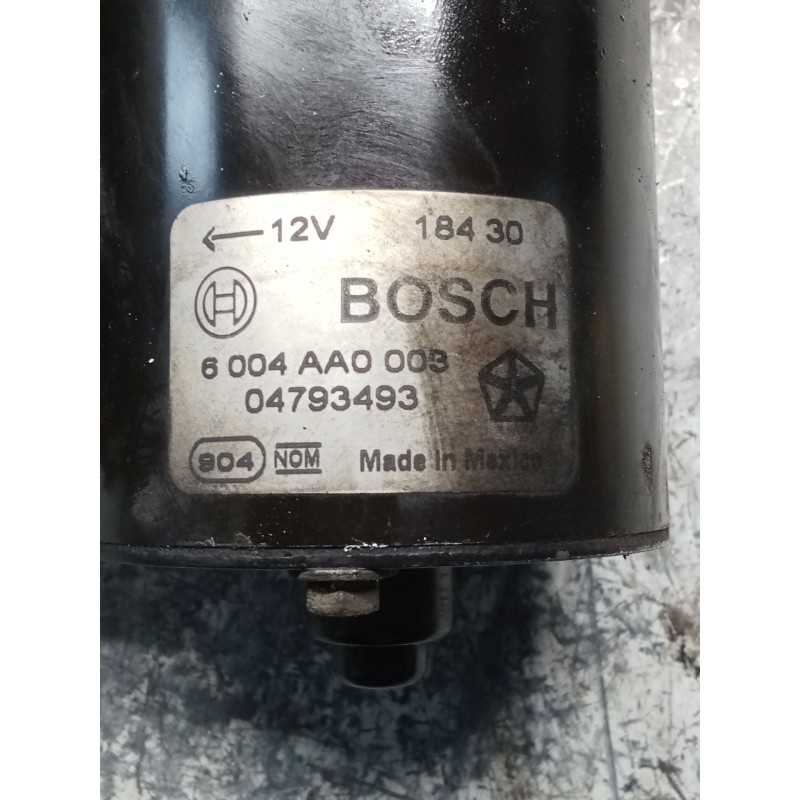 ← 12V 184 30
BOSCH
6 004 AA0 003
04793493
904 NOM Made in Mexico